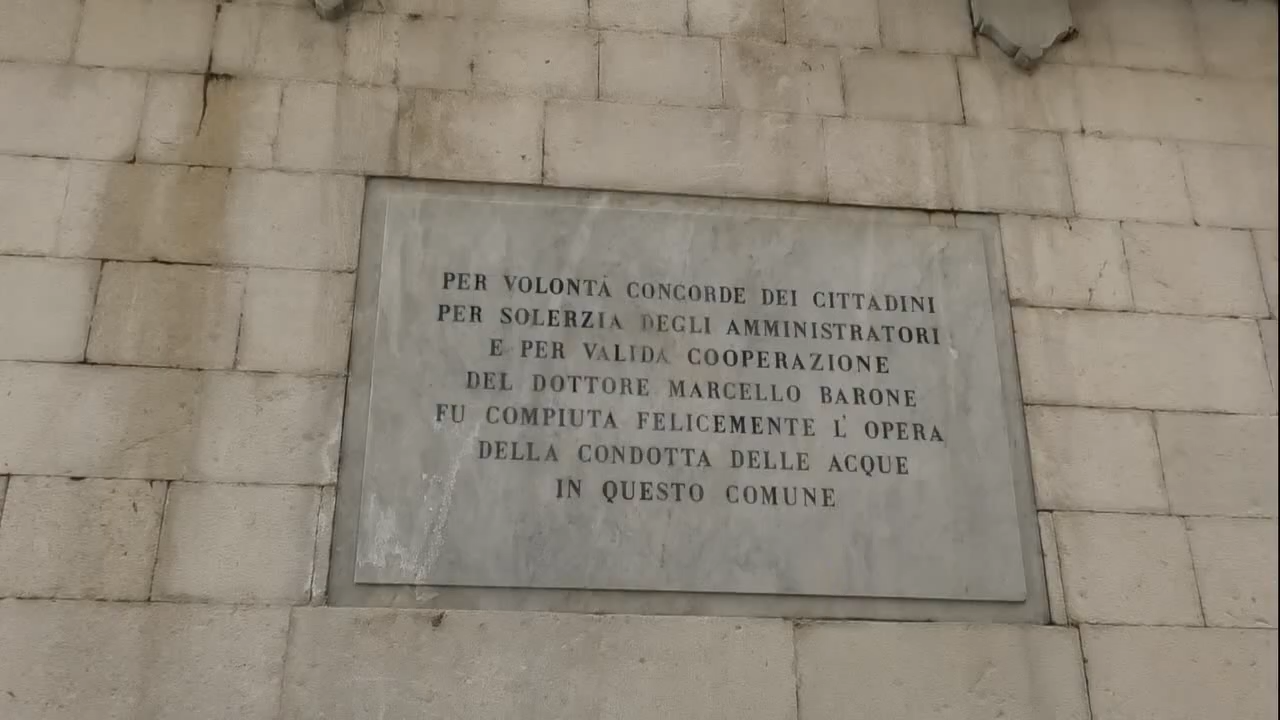 PER VOLONTÀ CONCORDE DEI CITTADINI
PER SOLERZIA DEGLI AMMINISTRATORI
E PER VALIDA COOPERAZIONE
DEL DOTTORE MARCELLO BARONE
FU COMPIUTA FELICEMENTE L' OPERA
DELLA CONDOTTA DELLE ACQUE
IN QUESTO COMUNE